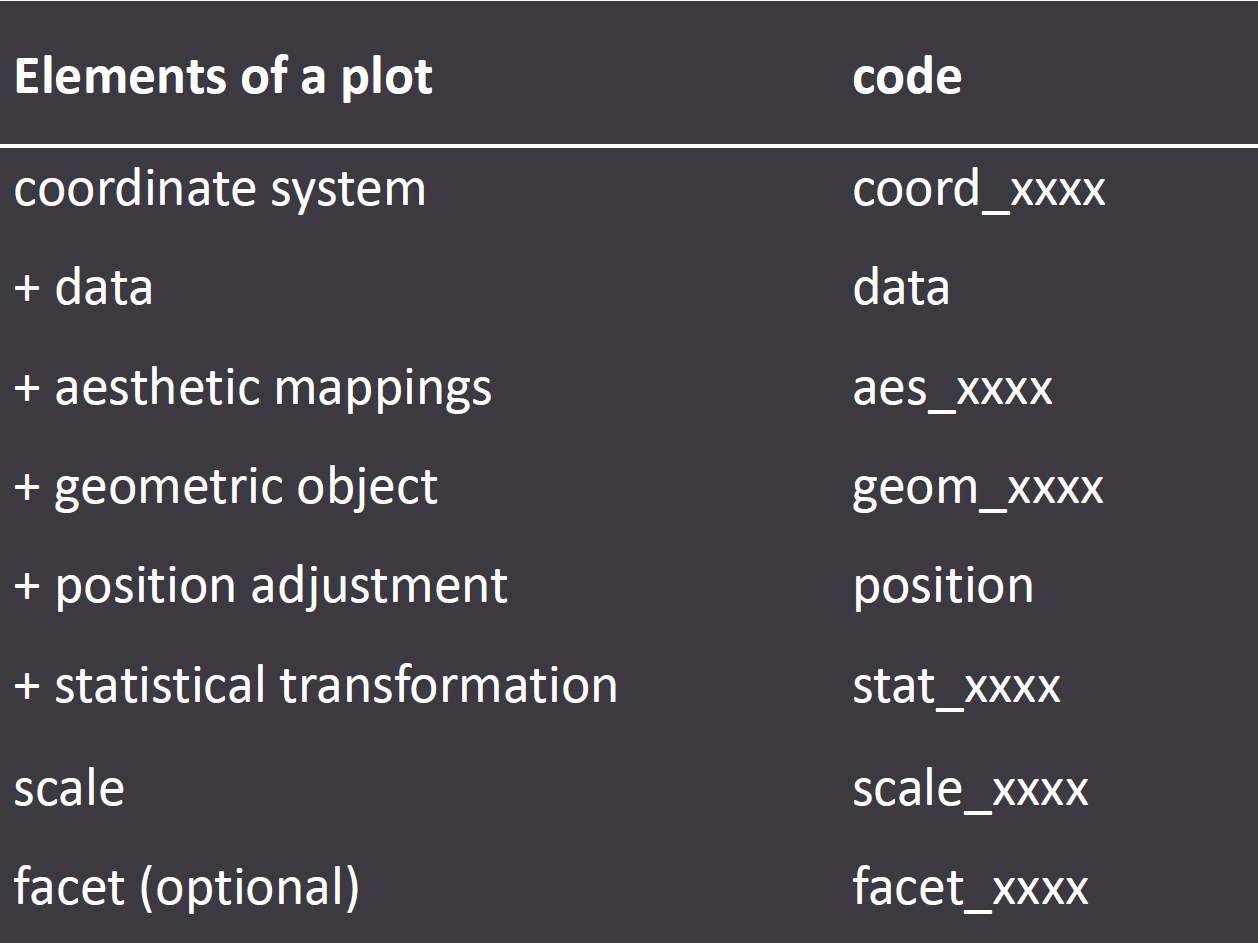 Elements of a plot code
coordinate system coord_xxxx
+ data data
+ aesthetic mappings aes_xxxx
+ geometric object geom_xxxx
+ position adjustment position
+ statistical transformation stat_xxxx
scale scale_xxxx
facet (optional) facet_xxxx